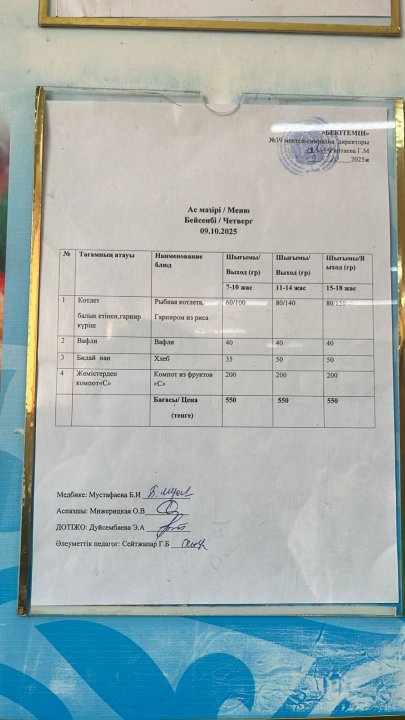 «БЕКІТЕМІН»
№39 мектеп-гимназия директоры
Г.М
2025ж
Ас мәзірі / Меню
Бейсенбі / Четверг
09.10.2025
№ Тағамның атауы Наименование блюд Шығымы/ Выход (гр) Шығымы/ Выход (гр) Шығымы/В ыход (гр)
7-10 жас 11-14 жас 15-18 жас
1 Котлет балық етінен,гарнир күріш Рыбная котлета, Гарниром из риса 60/100 80/140 80/150
2 Вафли Вафли 40 40 40
3 Бидай нан Хлеб 35 50 50
4 Жемістерден компот«С» Компот из фруктов «С» 200 200 200
Бағасы/ Цена (тенге) 550 550 550
Медбике: Мустафаева Б.И
Аспазшы: Мижерицкая О.В
ДОТІЖО: Дуйсембаева Э.А
Әлеуметтік педагог: Сейтжапар Г.Б